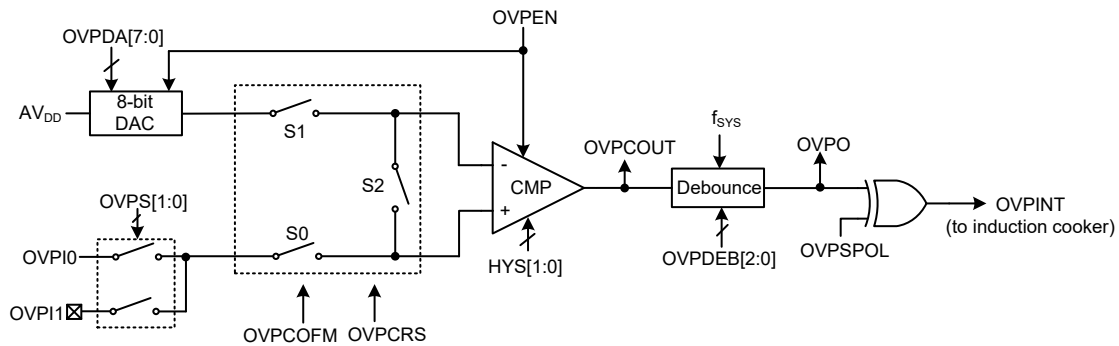 OVPEN
OVPDA[7:0]
AVDD
8-bit
DAC
S1
fSYS
OVPCOUT
OVPO
S2
-
CMP
+
Debounce
OVPINT
(to induction cooker)
OVPS[1:0]
S0
HYS[1:0]
OVPDEB[2:0]
OVPSPOL
OVPI0
OVPI1
OVPCOFM
OVPCRS